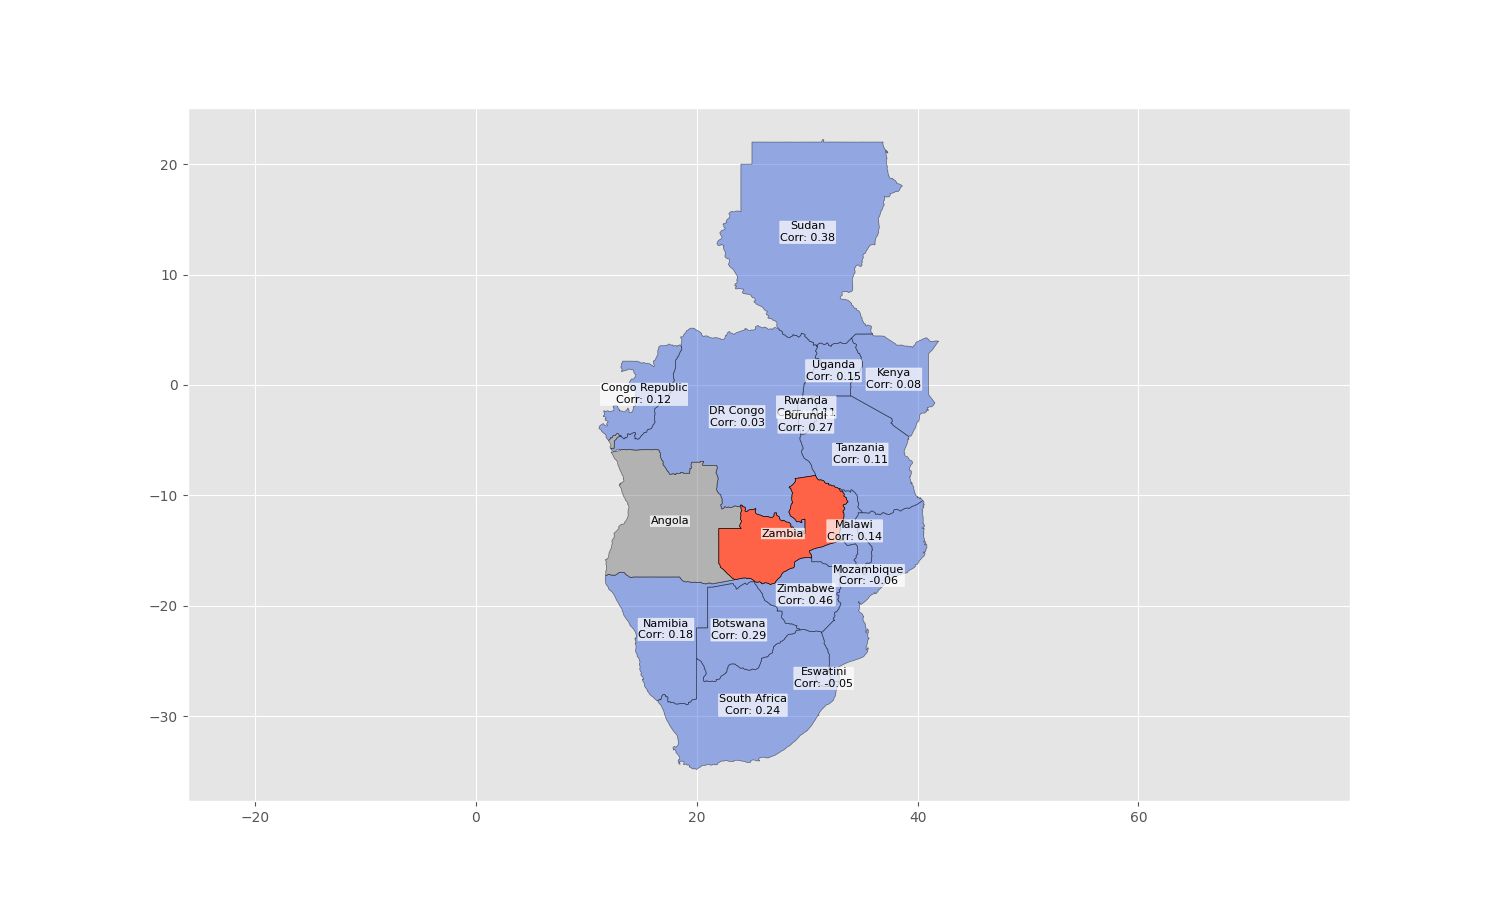 Sudan
Corr: 0.38
Uganda
Corr: 0.15
Kenya
Corr: 0.08
Congo Republic
Corr: 0.12
DR Congo
Corr: 0.03
Rwanda
Corr: 0.11
Burundi
Corr: 0.27
Tanzania
Corr: 0.11
Angola
Zambia
Malawi
Corr: 0.14
Mozambique
Corr: -0.06
Zimbabwe
Corr: 0.46
Namibia
Corr: 0.18
Botswana
Corr: 0.29
Eswatini
Corr: -0.05
South Africa
Corr: 0.24
20
10
0
−10
−20
−30
−20
0
20
40
60